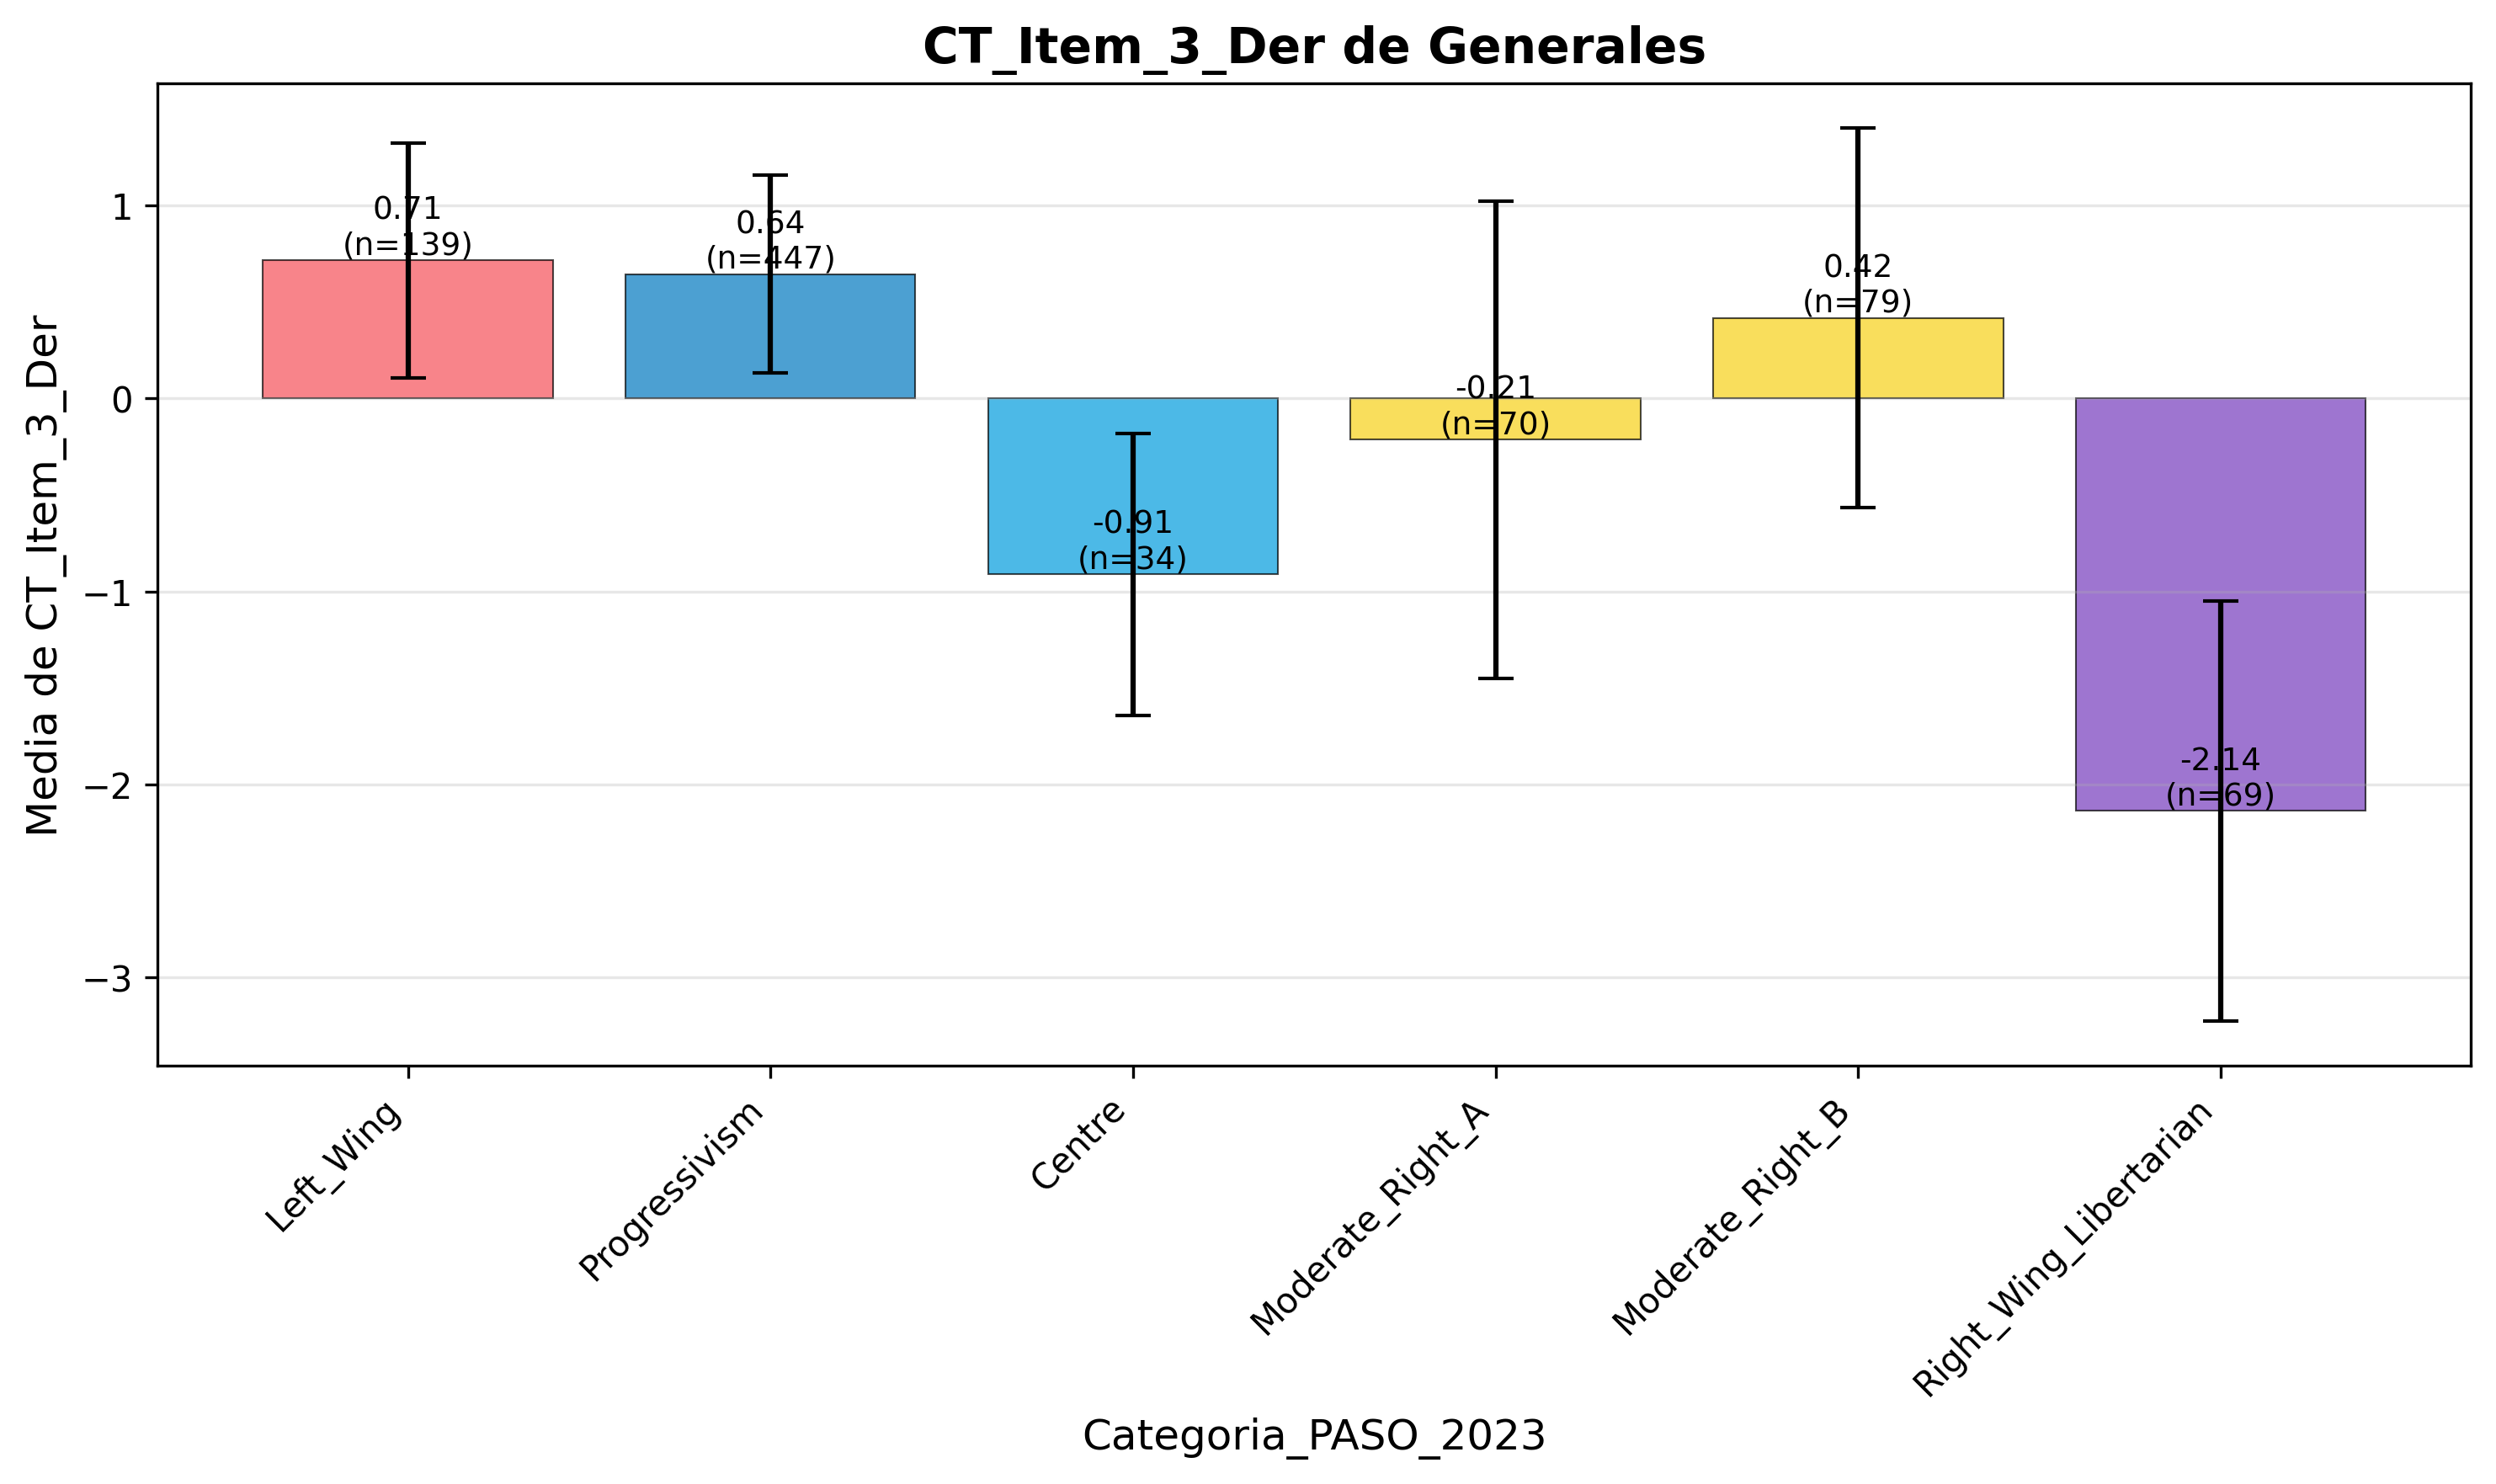 CT_Item_3_Der de Generales
Media de CT_Item_3_Der
1
0
−1
−2
−3
0.71
(n=139)
0.64
(n=447)
-0.91
(n=34)
-0.21
(n=70)
0.42
(n=79)
-2.14
(n=69)
Left_Wing
Progressivism
Centre
Moderate_Right_A
Moderate_Right_B
Right_Wing_Libertarian
Categoria_PASO_2023